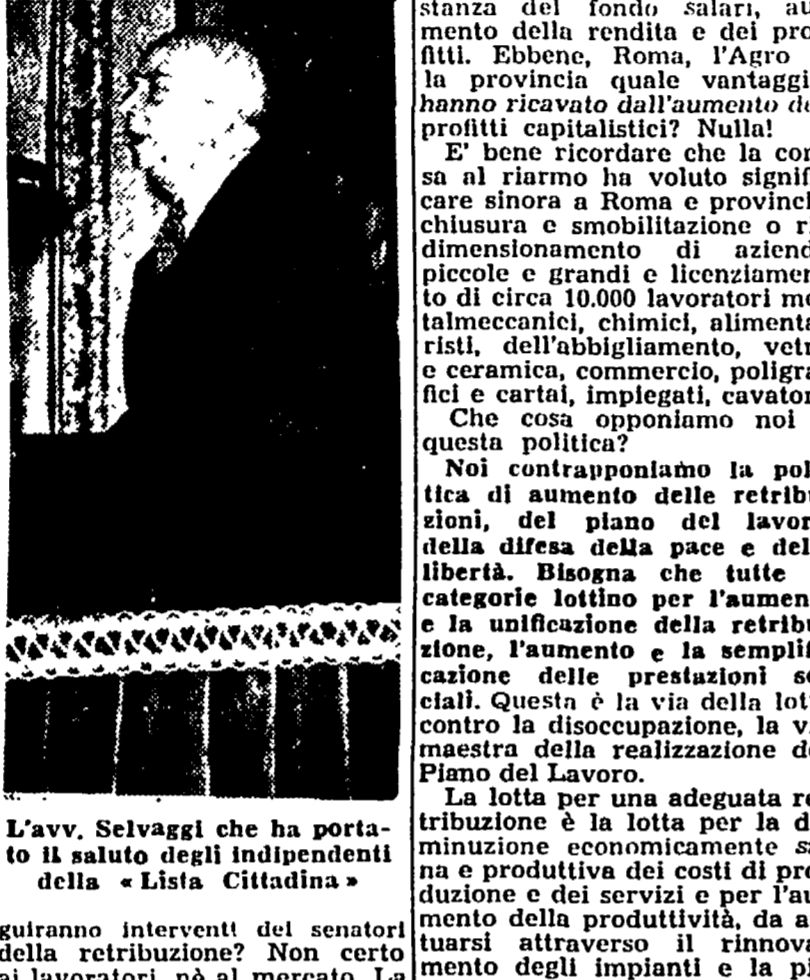 L'avv. Selvaggi che ha porta-
to il saluto degli indipendenti
della « Lista Cittadina »
guiranno interventi dei senatori
della retribuzione? Non certo
ai lavoratori, nè al mercato. La
stanza del fondo salari, au
mento della rendita e dei pro
fitti. Ebbene, Roma, l'Agro
la provincia quale vantaggi
hanno ricavato dall'aumento de
profitti capitalistici? Nulla!
E' bene ricordare che la cor
sa al riarmo ha voluto signif
care sinora a Roma e provinci
chiusura e smobilitazione o r
dimensionamento di aziend
piccole e grandi e licenziamen
to di circa 10.000 lavoratori me
talmeccanici, chimici, alimenta
risti, dell'abbigliamento, vetr
e ceramica, commercio, poligra
fici e cartai, impiegati, cavator
Che cosa opponiamo noi
questa politica?
Noi contrapponiamo la pol
tica di aumento delle retribu
zioni, del piano del lavor
della difesa della pace e del
libertà. Bisogna che tutte
categorie lottino per l'aumen
e la unificazione della retribu
zione, l'aumento e la semplif
cazione delle prestazioni so
ciali. Questa è la via della lot
contro la disoccupazione, la v
maestra della realizzazione de
Piano del Lavoro.
La lotta per una adeguata re
tribuzione è la lotta per la d
minuzione economicamente sa
na e produttiva dei costi di pro
duzione e dei servizi e per l'au
mento della produttività, da a
tuarsi attraverso il rinnova
mento degli impianti e la